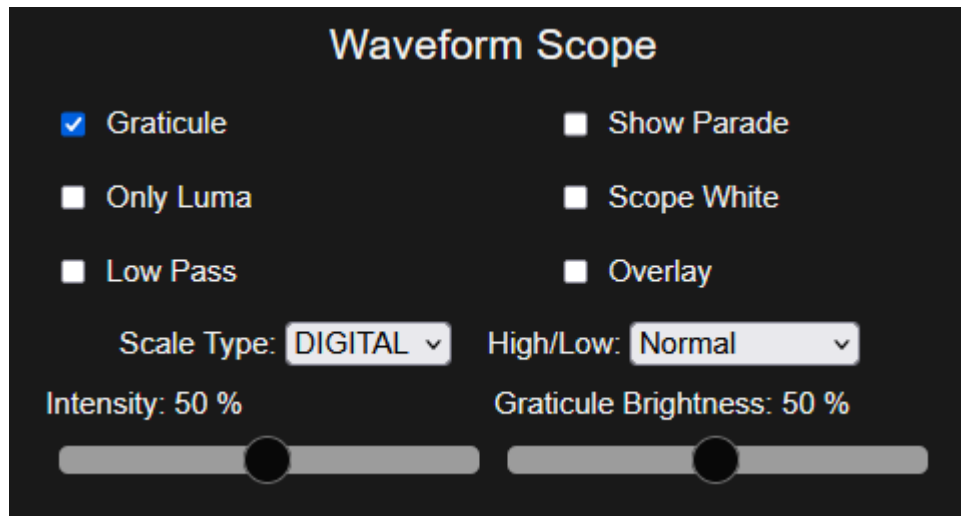 Waveform Scope
Graticule
Show Parade
Only Luma
Scope White
Low Pass
Overlay
Scale Type: DIGITAL High/Low: Normal
Intensity: 50 % Graticule Brightness: 50 %